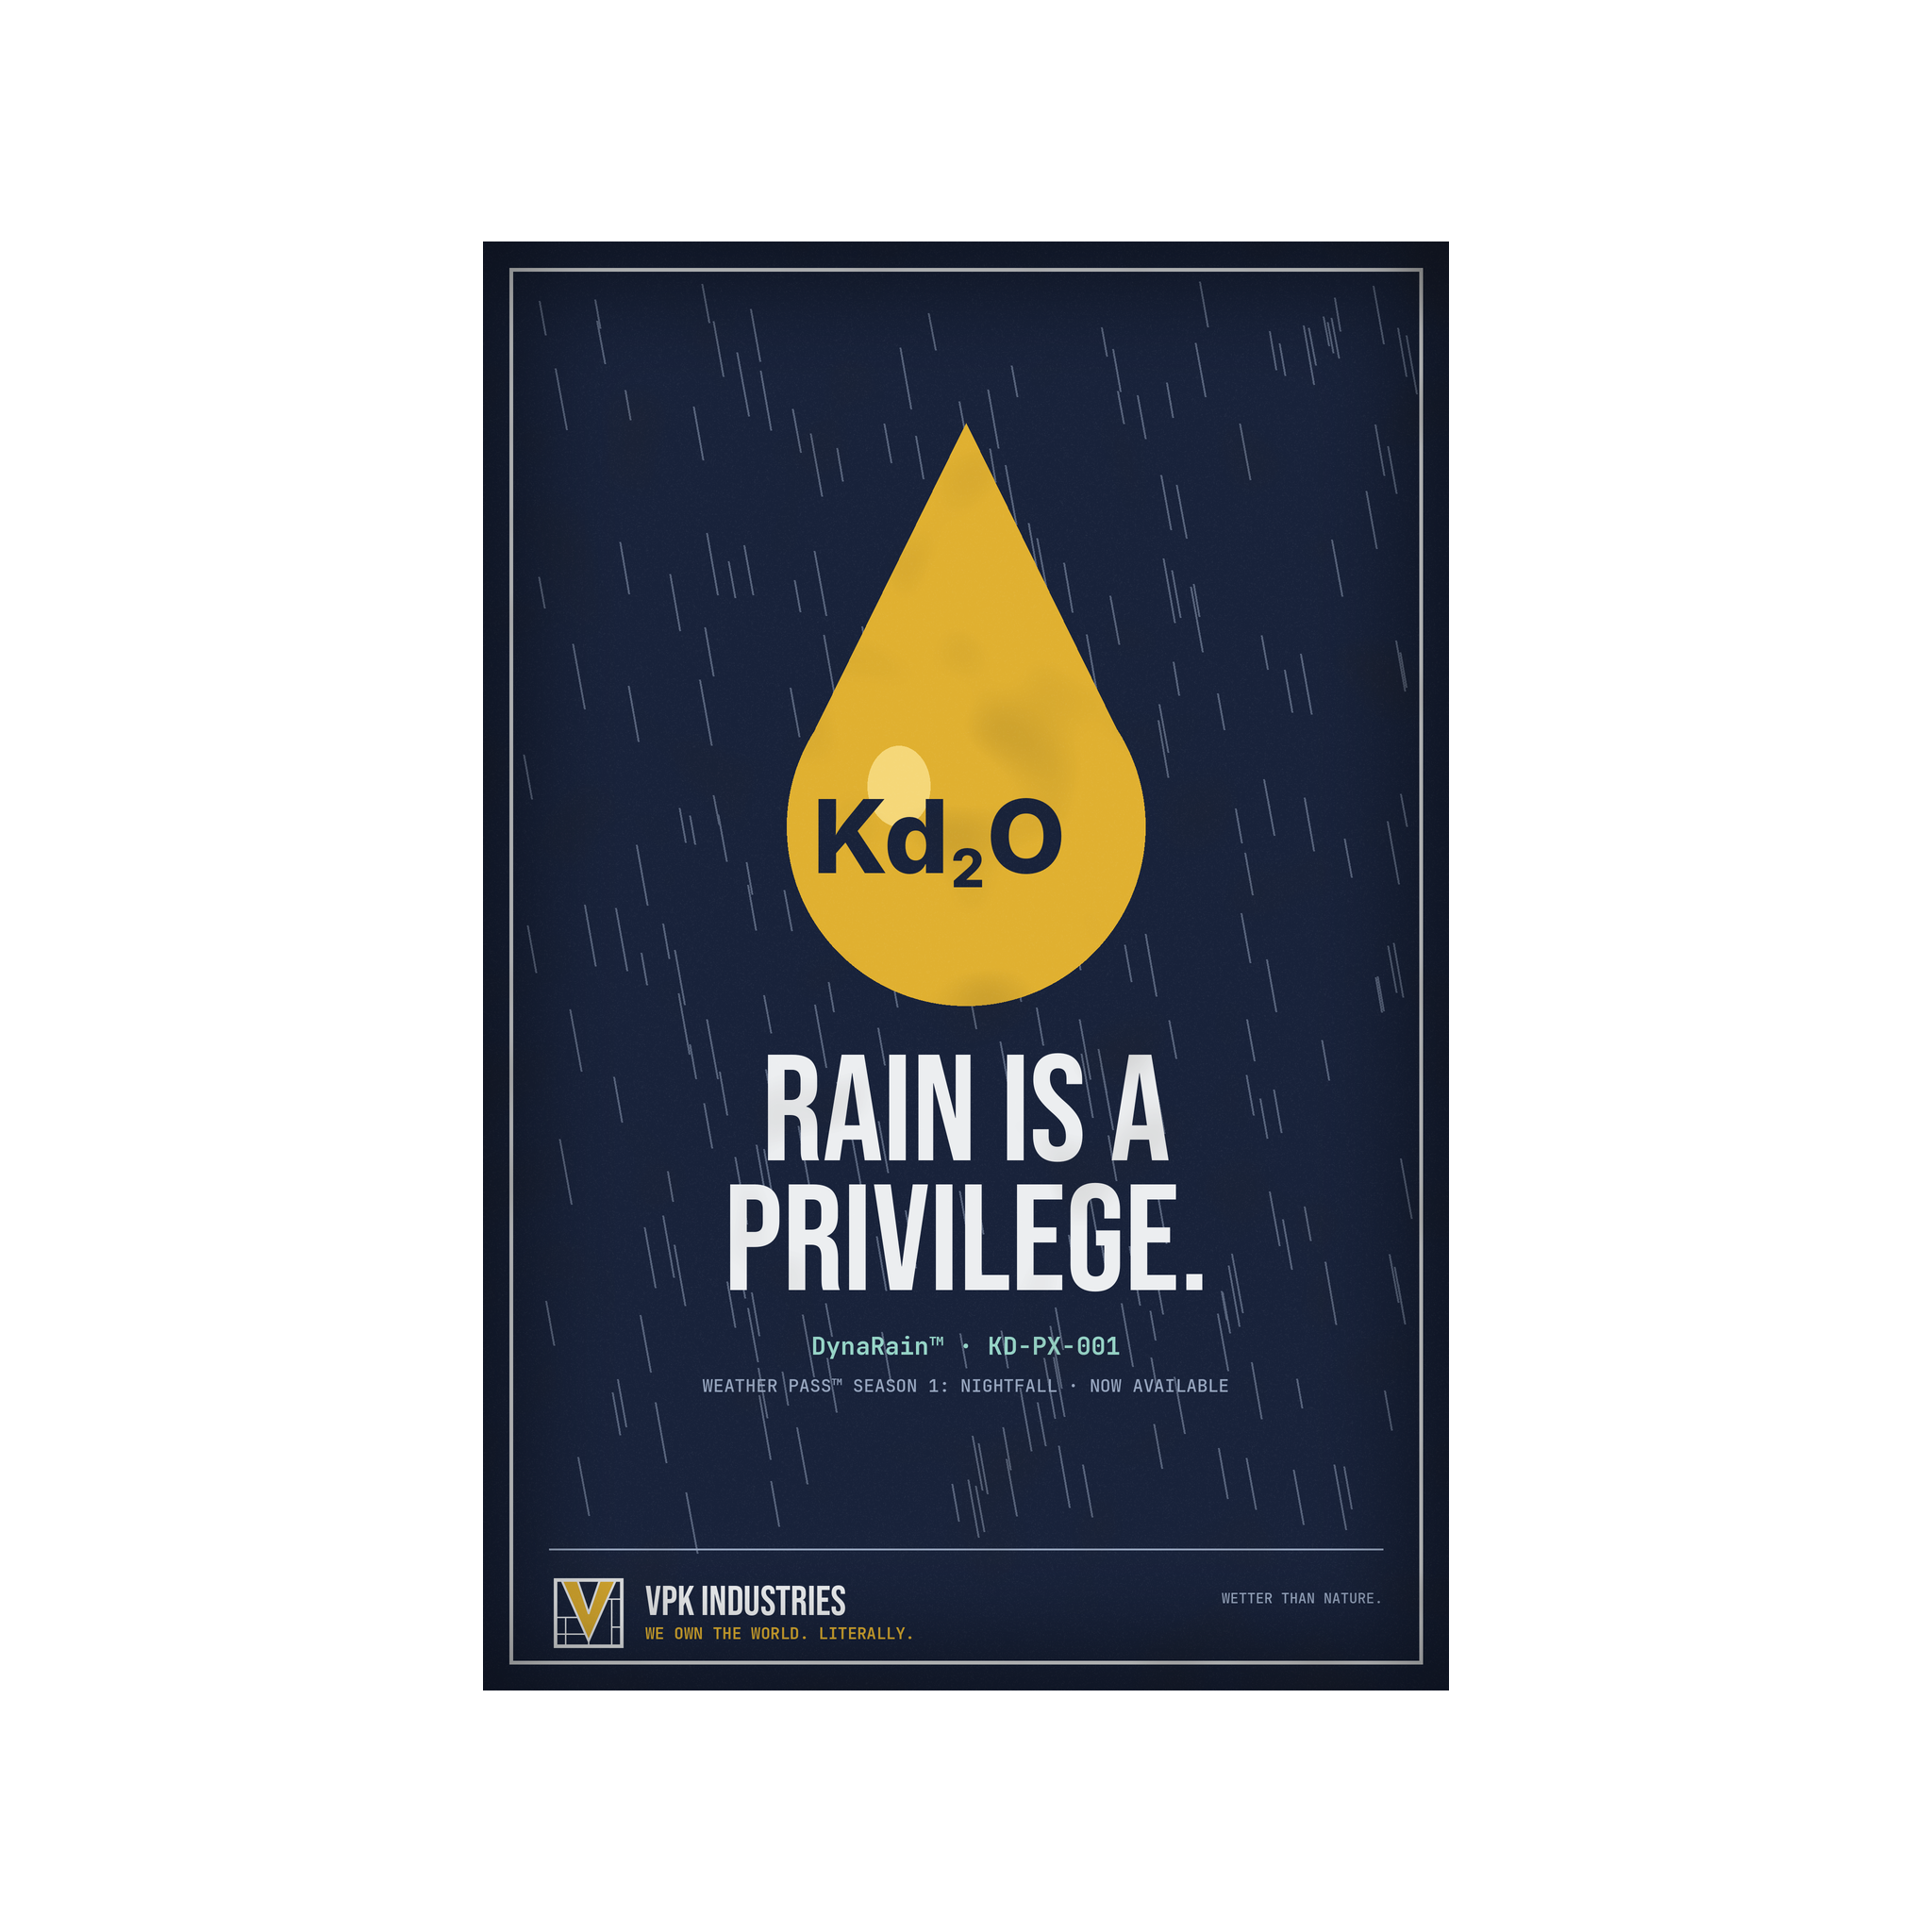 Kd₂O
RAIN IS A
PRIVILEGE.
DynaRain™ · KD-PX-001
WEATHER PASS™ SEASON 1: NIGHTFALL · NOW AVAILABLE
V
VPK INDUSTRIES
WE OWN THE WORLD. LITERALLY.
WETTER THAN NATURE.